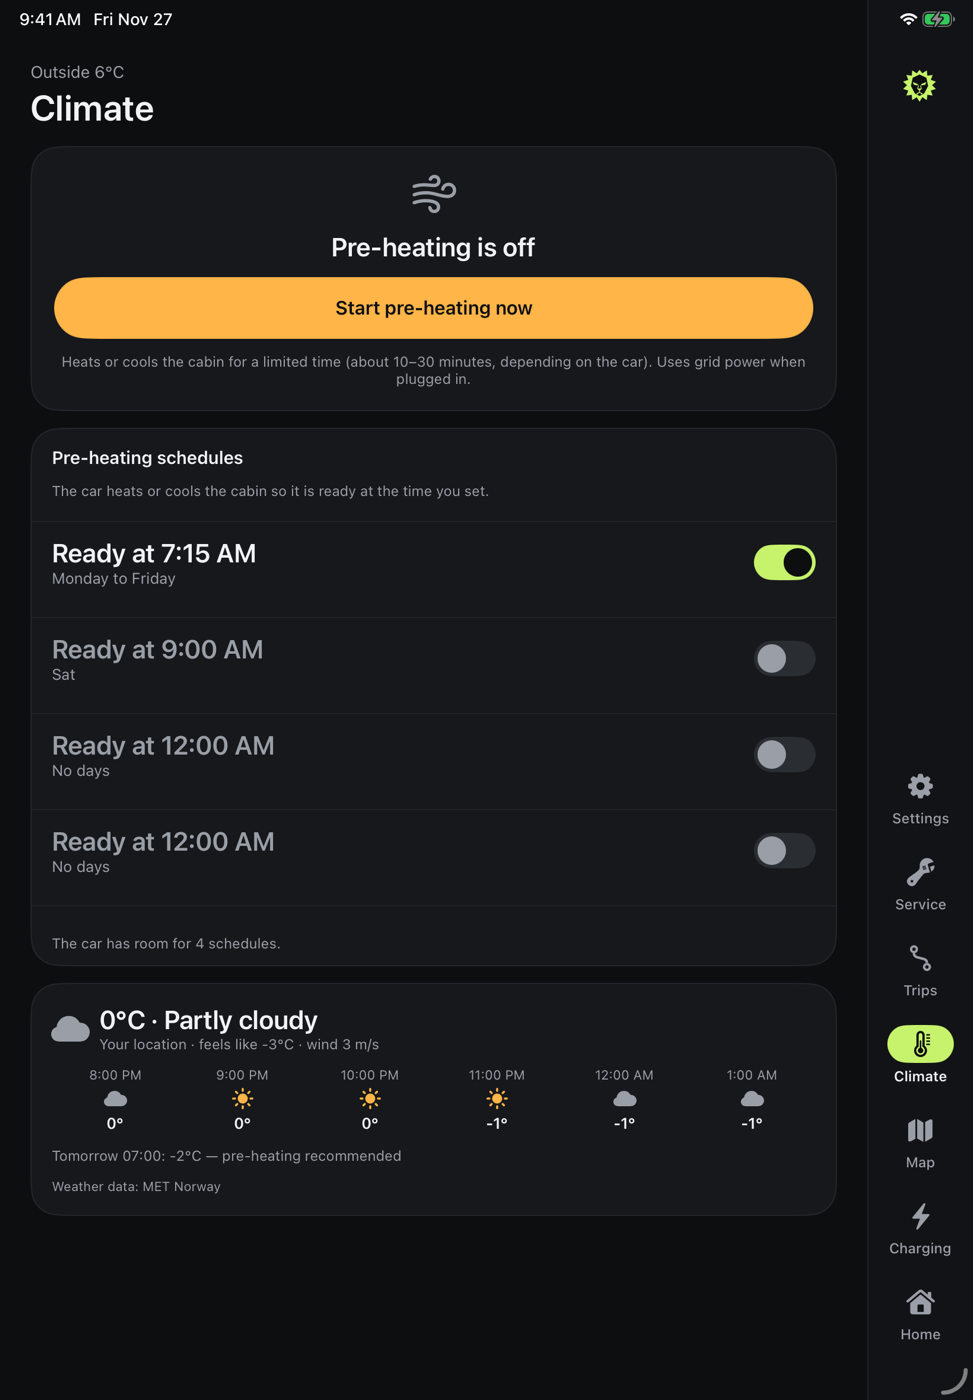 9:41 AM Fri Nov 27
Outside 6°C
Climate
Pre-heating is off
Start pre-heating now
Heats or cools the cabin for a limited time (about 10–30 minutes, depending on the car). Uses grid power when
plugged in.
Pre-heating schedules
The car heats or cools the cabin so it is ready at the time you set.
Ready at 7:15 AM
Monday to Friday
Ready at 9:00 AM
Sat
Ready at 12:00 AM
No days
Ready at 12:00 AM
No days
The car has room for 4 schedules.
0°C · Partly cloudy
Your location · feels like -3°C · wind 3 m/s
8:00 PM 9:00 PM 10:00 PM 11:00 PM 12:00 AM 1:00 AM
0° 0° 0° -1° -1° -1°
Tomorrow 07:00: -2°C — pre-heating recommended
Weather data: MET Norway
Settings
Service
Trips
Climate
Map
Charging
Home